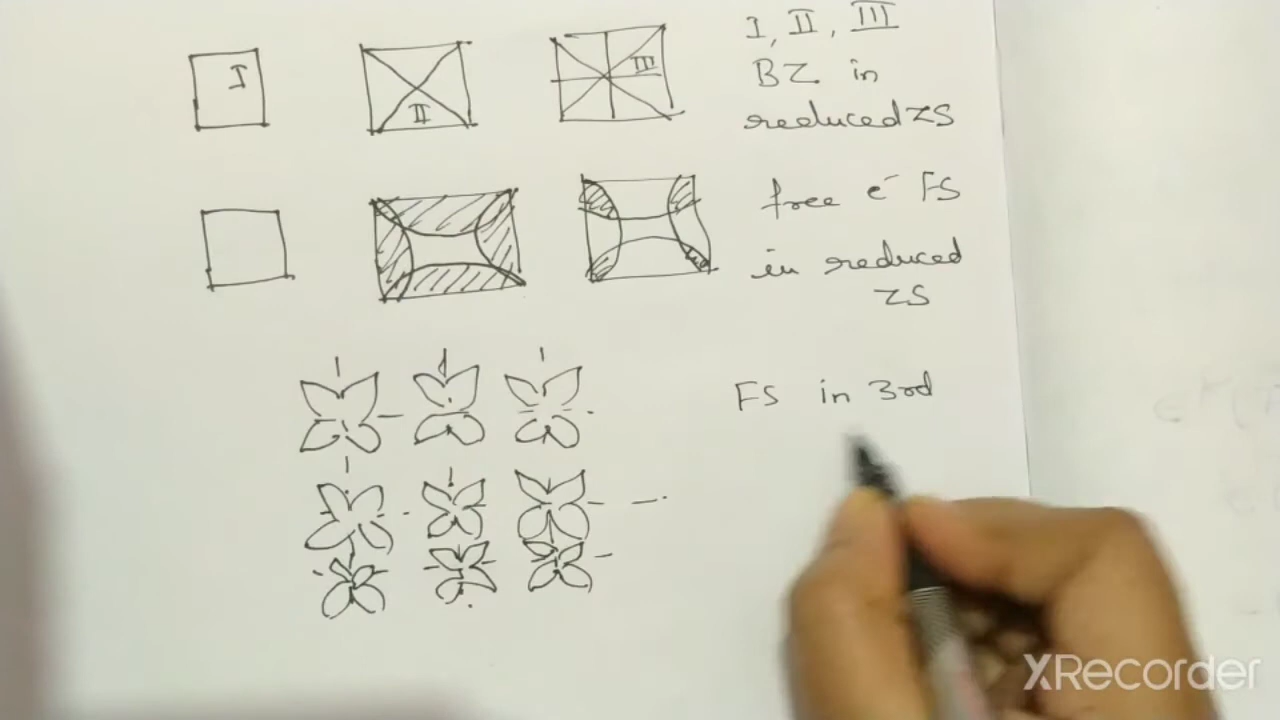 I
II
III
I, II, III
BZ in
reduced ZS
free e⁻ FS
in reduced
ZS
FS in 3rd
XRecorder